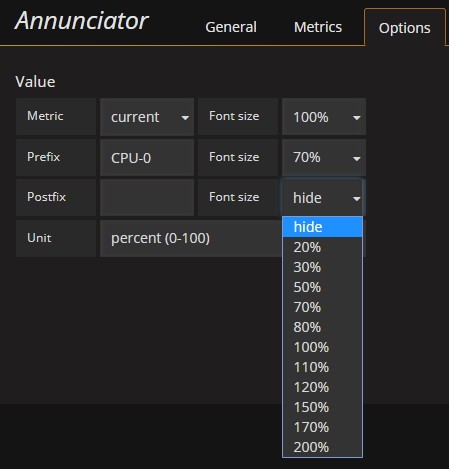 Annunciator General Metrics Options
Value
Metric current Font size 100%
Prefix CPU-0 Font size 70%
Postfix Font size hide
Unit percent (0-100)
hide
20%
30%
50%
70%
80%
100%
110%
120%
150%
170%
200%